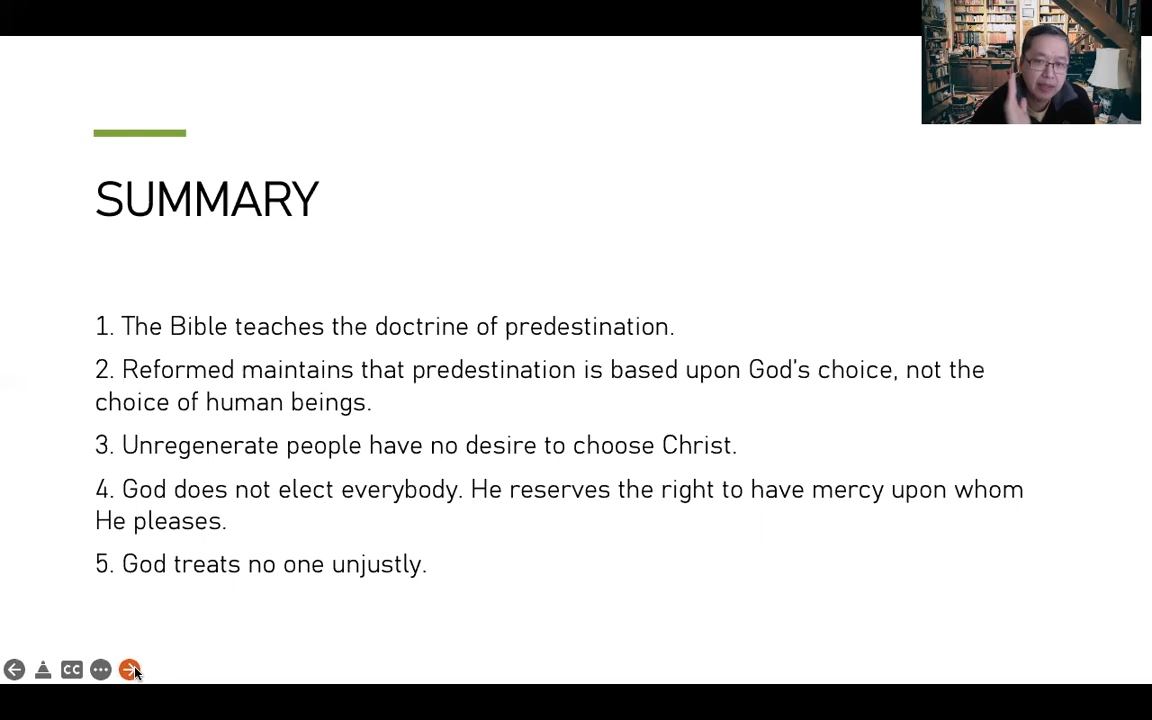 SUMMARY
1. The Bible teaches the doctrine of predestination.
2. Reformed maintains that predestination is based upon God's choice, not the
choice of human beings.
3. Unregenerate people have no desire to choose Christ.
4. God does not elect everybody. He reserves the right to have mercy upon whom
He pleases.
5. God treats no one unjustly.
CC